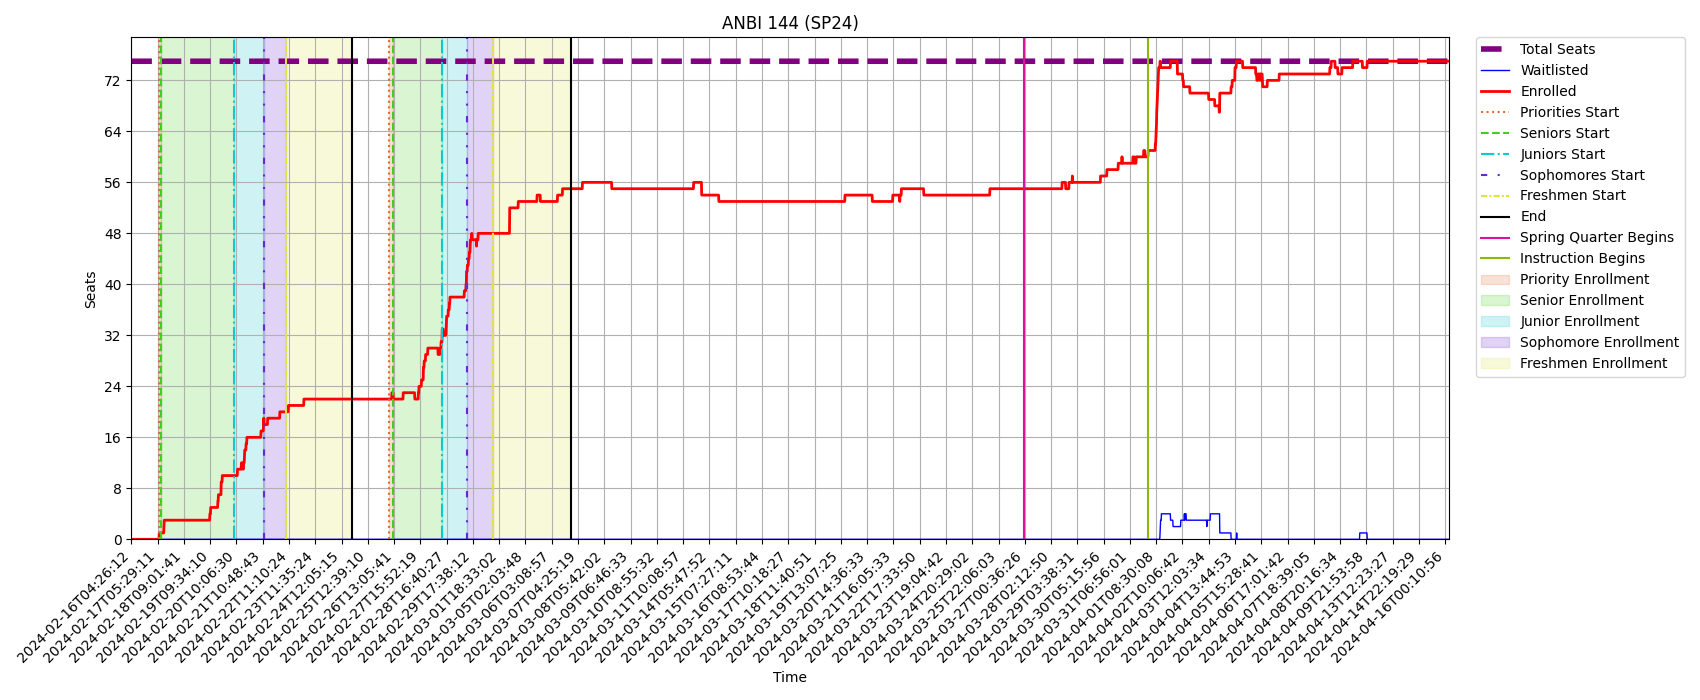 ANBI 144 (SP24)
Seats
72
64
56
48
40
32
24
16
8
0
2024-02-16T04:26:12
2024-02-17T05:29:11
2024-02-18T09:01:41
2024-02-19T09:34:10
2024-02-20T10:06:30
2024-02-21T10:48:43
2024-02-22T11:10:24
2024-02-23T11:35:24
2024-02-24T12:05:15
2024-02-25T12:39:10
2024-02-26T13:05:41
2024-02-27T15:52:19
2024-02-28T16:40:27
2024-02-29T17:38:12
2024-03-01T18:33:02
2024-03-05T02:03:48
2024-03-06T03:08:57
2024-03-07T04:25:19
2024-03-08T05:42:02
2024-03-09T06:46:33
2024-03-10T08:55:32
2024-03-11T10:08:57
2024-03-14T05:47:52
2024-03-15T07:27:11
2024-03-16T08:53:44
2024-03-17T10:18:27
2024-03-18T11:40:51
2024-03-19T13:07:25
2024-03-20T14:36:33
2024-03-21T16:05:33
2024-03-22T17:33:50
2024-03-23T19:04:42
2024-03-24T20:29:02
2024-03-25T22:06:03
2024-03-27T00:36:26
2024-03-28T02:12:50
2024-03-29T03:38:31
2024-03-30T05:15:56
2024-03-31T06:56:01
2024-04-01T08:30:08
2024-04-02T10:06:42
2024-04-03T12:03:34
2024-04-04T13:44:53
2024-04-05T15:28:41
2024-04-06T17:01:42
2024-04-07T18:39:05
2024-04-08T20:16:34
2024-04-09T21:53:58
2024-04-13T12:23:27
2024-04-14T22:19:29
2024-04-16T00:10:56
Time
Total Seats
Waitlisted
Enrolled
Priorities Start
Seniors Start
Juniors Start
Sophomores Start
Freshmen Start
End
Spring Quarter Begins
Instruction Begins
Priority Enrollment
Senior Enrollment
Junior Enrollment
Sophomore Enrollment
Freshmen Enrollment